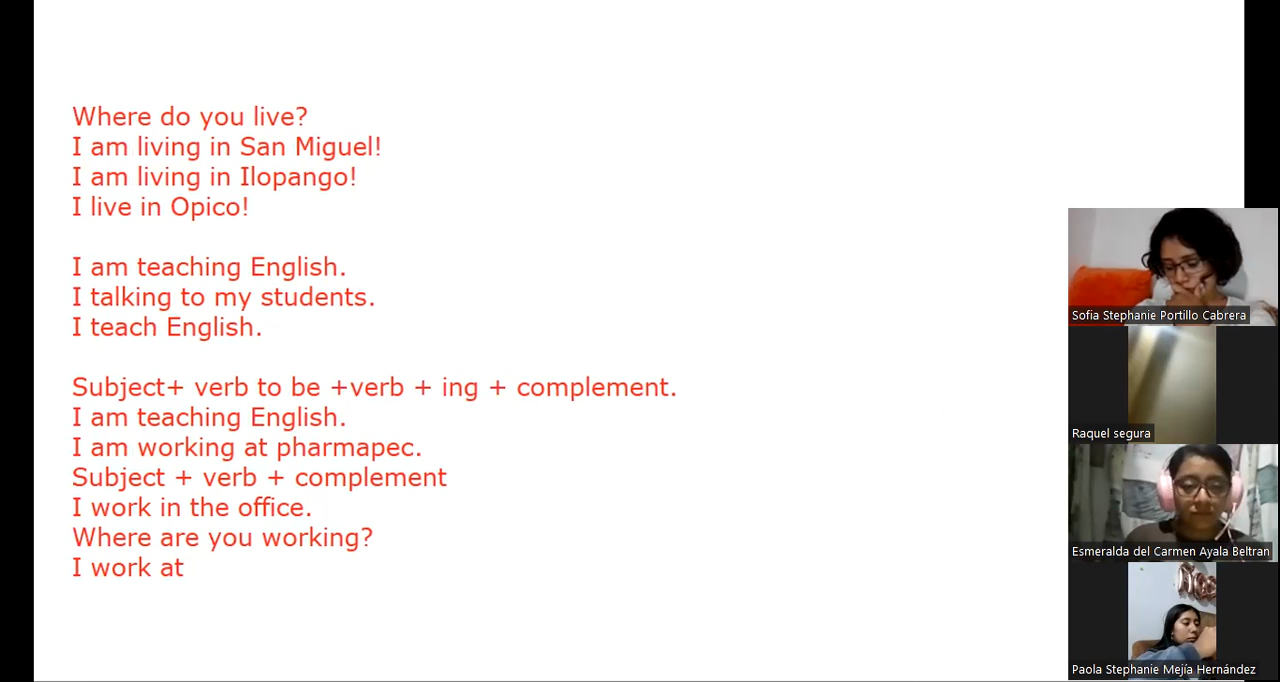 Where do you live?
I am living in San Miguel!
I am living in Ilopango!
I live in Opico!
I am teaching English.
I talking to my students.
I teach English.
Subject+ verb to be +verb + ing + complement.
I am teaching English.
I am working at pharmapec.
Subject + verb + complement
I work in the office.
Where are you working?
I work at
Sofia Stephanie Portillo Cabrera
Raquel segura
Esmeralda del Carmen Ayala Beltran
Paola Stephanie Mejía Hernández